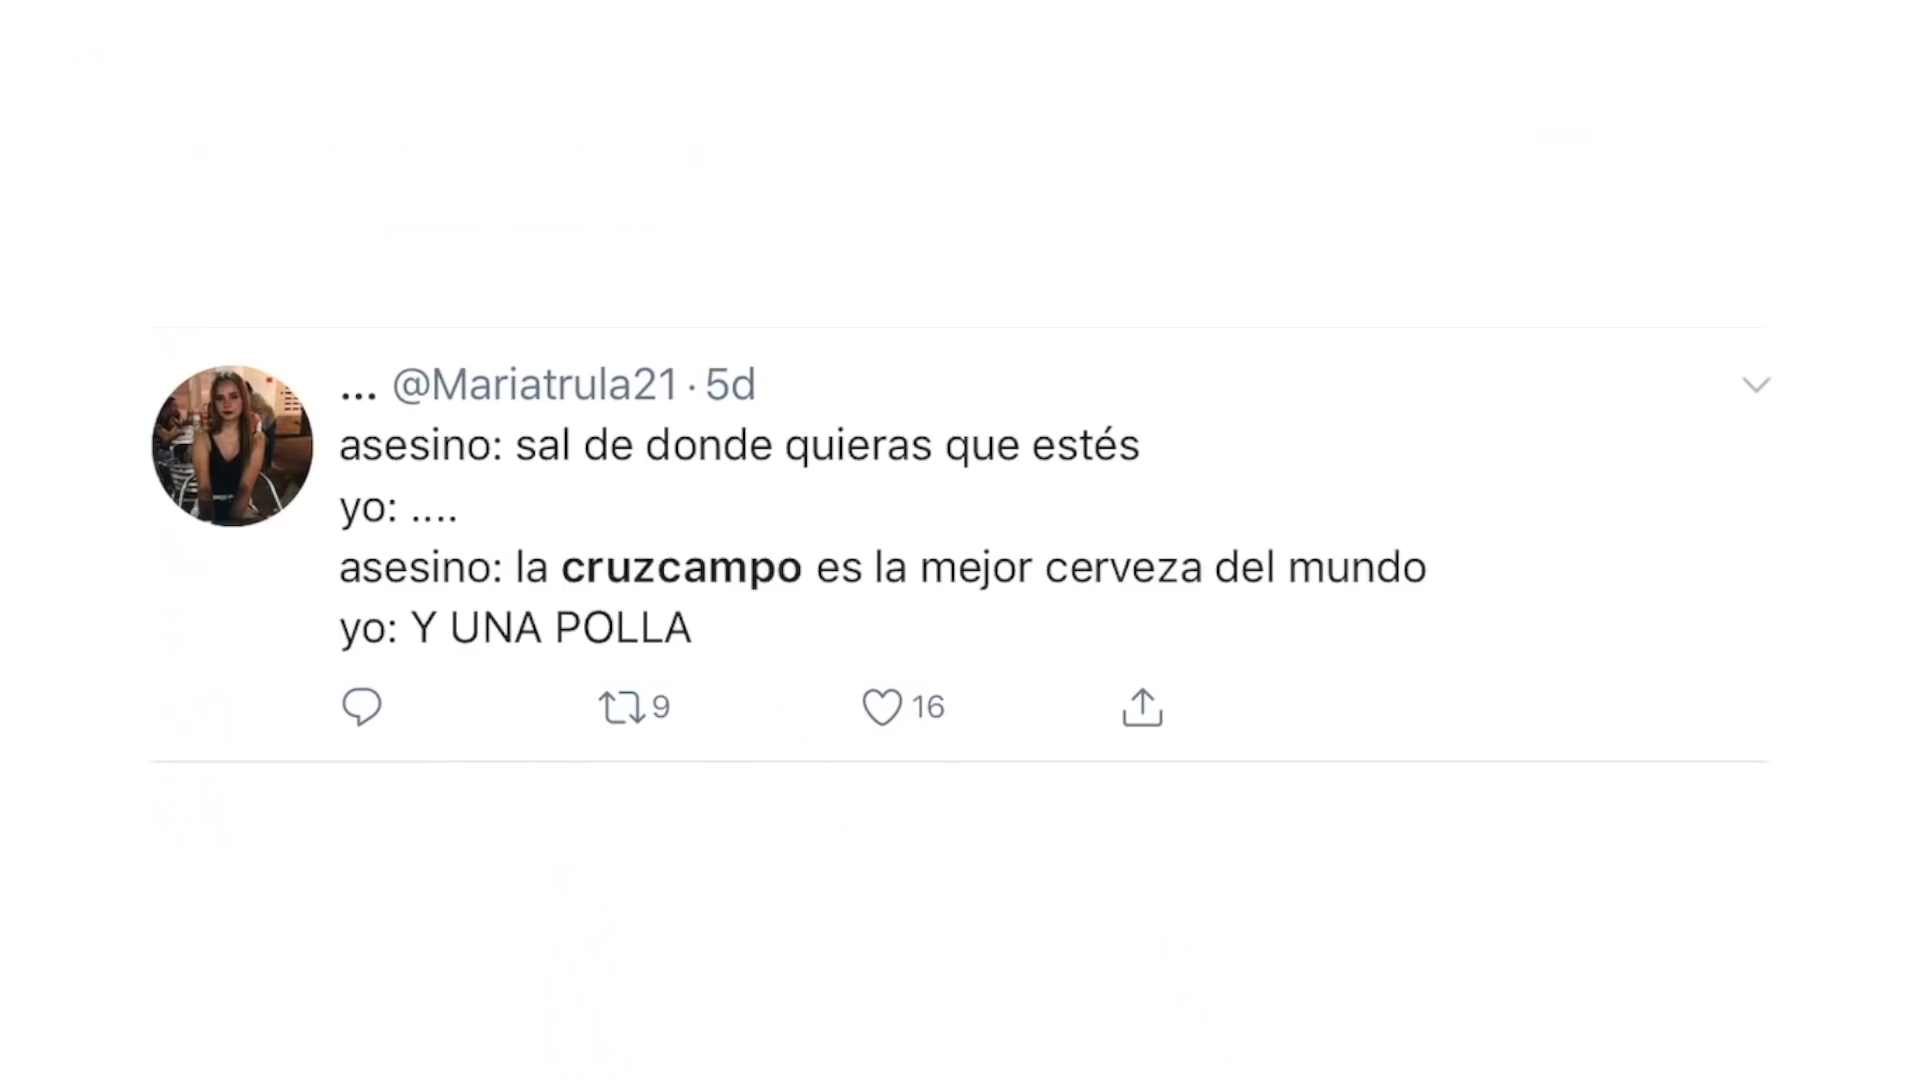 ... @Mariatrula21 · 5d
asesino: sal de donde quieras que estés
yo: ....
asesino: la cruzcampo es la mejor cerveza del mundo
yo: Y UNA POLLA
9 16